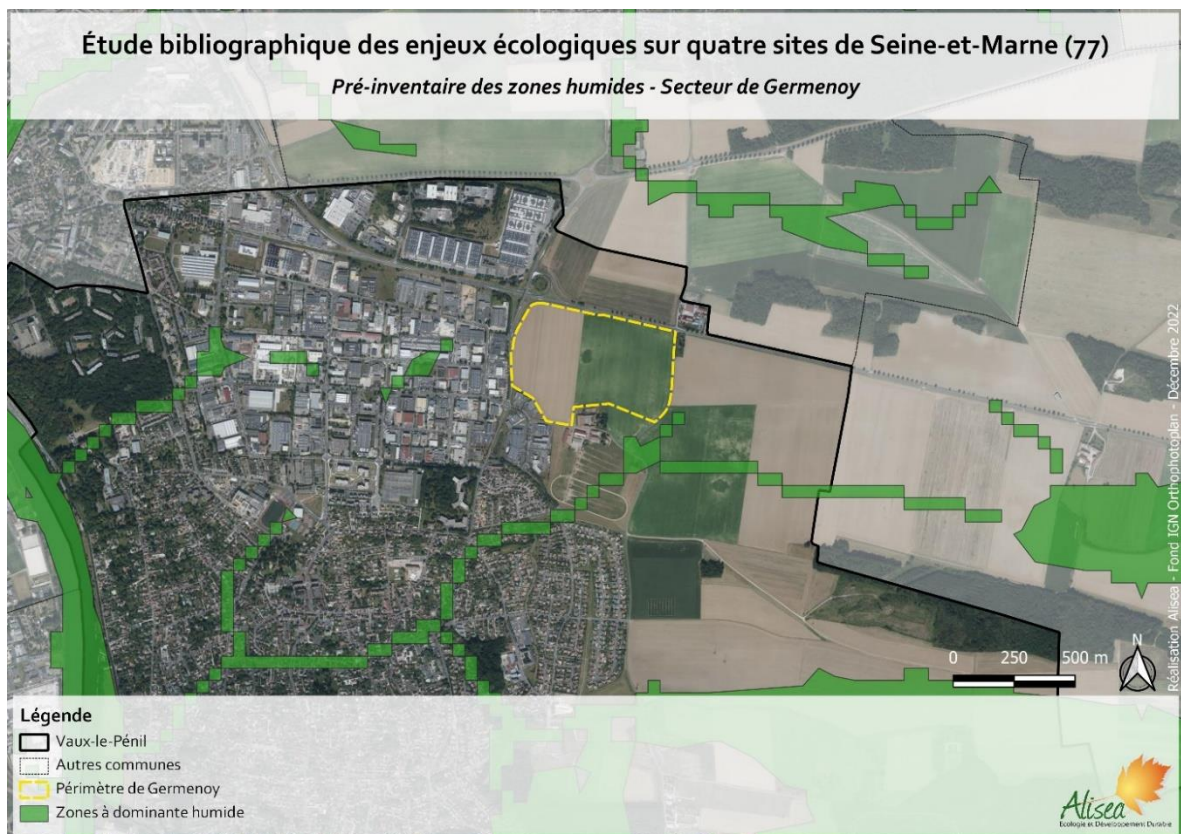 Étude bibliographique des enjeux écologiques sur quatre sites de Seine-et-Marne (77)
Pré-inventaire des zones humides - Secteur de Germenoy
Réalisation Alisea - Fond IGN Orthophotoplan - Décembre 2022
N
0 250 500 m
Légende
Vaux-le-Pénil
Autres communes
Périmètre de Germenoy
Zones à dominante humide
Alisea
Ecologie et Développement Durable